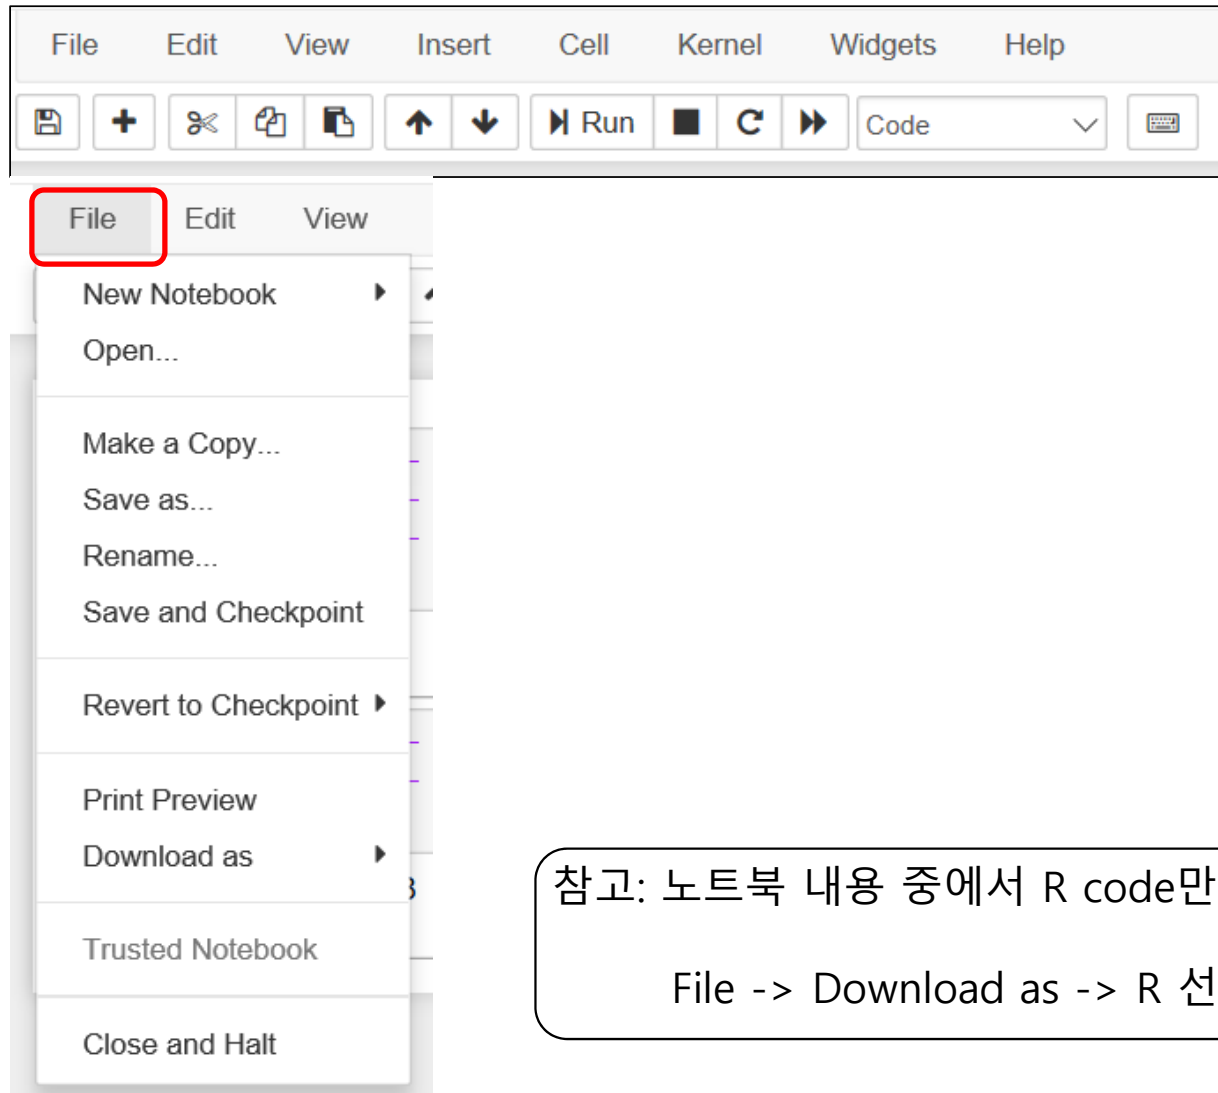 File Edit View Insert Cell Kernel Widgets Help
Run Code
File Edit View
New Notebook
Open...
Make a Copy...
Save as...
Rename...
Save and Checkpoint
Revert to Checkpoint
Print Preview
Download as
Trusted Notebook
Close and Halt
참고: 노트북 내용 중에서 R code만
File -> Download as -> R 선